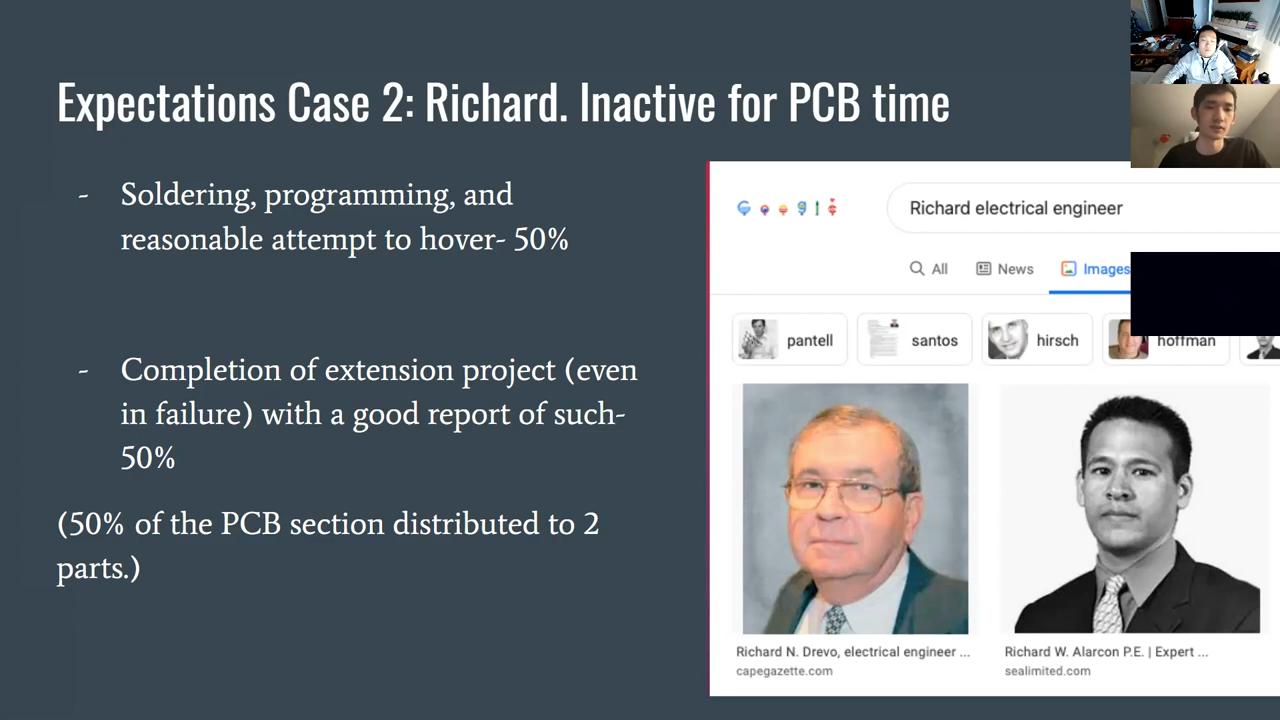 Expectations Case 2: Richard. Inactive for PCB time
- Soldering, programming, and
reasonable attempt to hover- 50%
- Completion of extension project (even
in failure) with a good report of such-
50%
(50% of the PCB section distributed to 2
parts.)
Google
Richard electrical engineer
All News Images
pantell santos hirsch hoffman
Richard N. Drevo, electrical engineer ...
capegazette.com
Richard W. Alarcon P.E. | Expert ...
sealimited.com